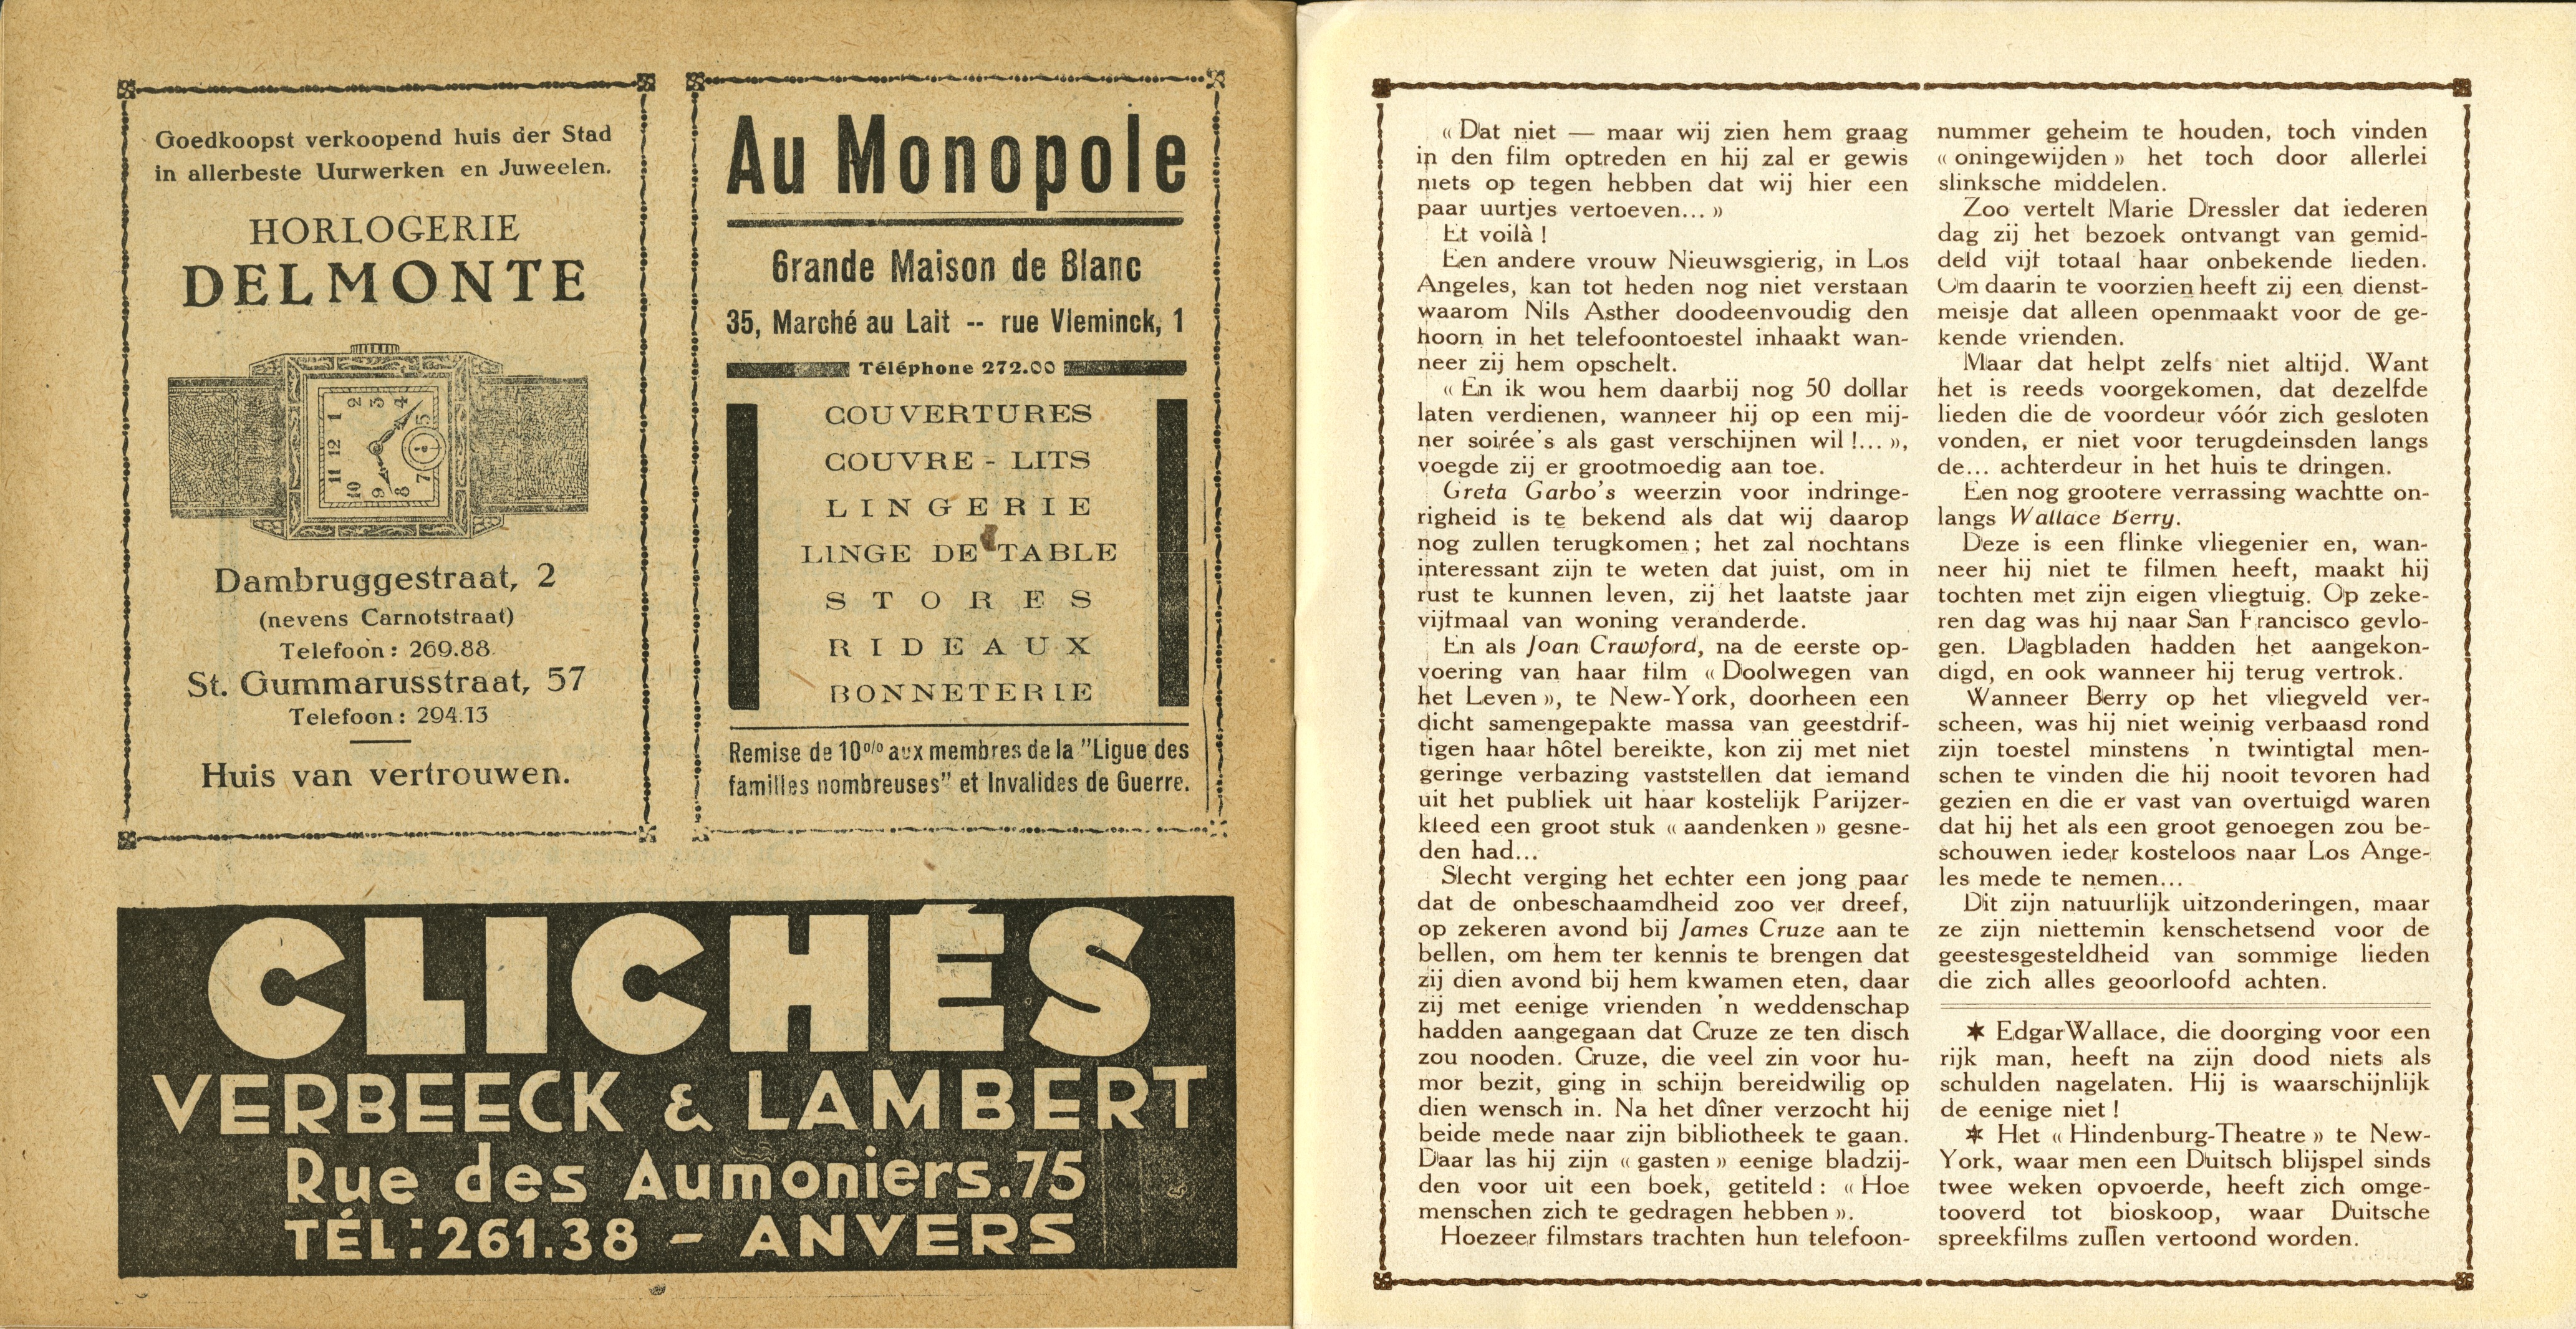 Goedkoopst verkoopend huis der Stad
in allerbeste Uurwerken en Juweelen.
HORLOGERIE
DELMONTE
Dambruggestraat, 2
(nevens Carnotstraat)
Telefoon : 269.88
St. Gummarusstraat, 57
Telefoon : 294.13
Huis van vertrouwen.
Au Monopole
Grande Maison de Blanc
35, Marché au Lait -- rue Vleminck, 1
Téléphone 272.00
COUVERTURES
COUVRE - LITS
LINGERIE
LINGE DE TABLE
STORES
RIDEAUX
BONNETERIE
Remise de 10% aux membres de la "Ligue des
familles nombreuses" et Invalides de Guerre.
CLICHÉS
VERBEECK & LAMBERT
Rue des Aumoniers.75
TÉL: 261.38 - ANVERS
« Dat niet — maar wij zien hem graag
in den film optreden en hij zal er gewis
niets op tegen hebben dat wij hier een
paar uurtjes vertoeven... »
Et voilà !
Een andere vrouw Nieuwsgierig, in Los
Angeles, kan tot heden nog niet verstaan
waarom Nils Asther doodeenvoudig den
hoorn in het telefoontoestel inhaakt wan-
neer zij hem opschelt.
« En ik wou hem daarbij nog 50 dollar
laten verdienen, wanneer hij op een mij-
ner soirée's als gast verschijnen wil !... »,
voegde zij er grootmoedig aan toe.
Greta Garbo's weerzin voor indringe-
righeid is te bekend als dat wij daarop
nog zullen terugkomen ; het zal nochtans
interessant zijn te weten dat juist, om in
rust te kunnen leven, zij het laatste jaar
vijfmaal van woning veranderde.
En als Joan Crawford, na de eerste op-
voering van haar film « Doolwegen van
het Leven », te New-York, doorheen een
dicht samengepakte massa van geestdrif-
tigen haar hôtel bereikte, kon zij met niet
geringe verbazing vaststellen dat iemand
uit het publiek uit haar kostelijk Parijzer-
kleed een groot stuk « aandenken » gesne-
den had...
Slecht verging het echter een jong paar
dat de onbeschaamdheid zoo ver dreef,
op zekeren avond bij James Cruze aan te
bellen, om hem ter kennis te brengen dat
zij dien avond bij hem kwamen eten, daar
zij met eenige vrienden 'n weddenschap
hadden aangegaan dat Cruze ze ten disch
zou nooden. Cruze, die veel zin voor hu-
mor bezit, ging in schijn bereidwilig op
dien wensch in. Na het dîner verzocht hij
beide mede naar zijn bibliotheek te gaan.
Daar las hij zijn « gasten » eenige bladzij-
den voor uit een boek, getiteld : « Hoe
menschen zich te gedragen hebben ».
Hoezeer filmstars trachten hun telefoon-
nummer geheim te houden, toch vinden
« oningewijden » het toch door allerlei
slinksche middelen.
Zoo vertelt Marie Dressler dat iederen
dag zij het bezoek ontvangt van gemid-
deld vijf totaal haar onbekende lieden.
Om daarin te voorzien heeft zij een dienst-
meisje dat alleen openmaakt voor de ge-
kende vrienden.
Maar dat helpt zelfs niet altijd. Want
het is reeds voorgekomen, dat dezelfde
lieden die de voordeur vóór zich gesloten
vonden, er niet voor terugdeinsden langs
de... achterdeur in het huis te dringen.
Een nog grootere verrassing wachtte on-
langs Wallace Berry.
Deze is een flinke vliegenier en, wan-
neer hij niet te filmen heeft, maakt hij
tochten met zijn eigen vliegtuig. Op zeke-
ren dag was hij naar San Francisco gevlo-
gen. Dagbladen hadden het aangekon-
digd, en ook wanneer hij terug vertrok.
Wanneer Berry op het vliegveld ver-
scheen, was hij niet weinig verbaasd rond
zijn toestel minstens 'n twintigtal men-
schen te vinden die hij nooit tevoren had
gezien en die er vast van overtuigd waren
dat hij het als een groot genoegen zou be-
schouwen ieder kosteloos naar Los Ange-
les mede te nemen...
Dit zijn natuurlijk uitzonderingen, maar
ze zijn niettemin kenschetsend voor de
geestesgesteldheid van sommige lieden
die zich alles geoorloofd achten.
★ Edgar Wallace, die doorging voor een
rijk man, heeft na zijn dood niets als
schulden nagelaten. Hij is waarschijnlijk
de eenige niet !
★ Het « Hindenburg-Theatre » te New-
York, waar men een Duitsch blijspel sinds
twee weken opvoerde, heeft zich omge-
tooverd tot bioskoop, waar Duitsche
spreekfilms zullen vertoond worden.